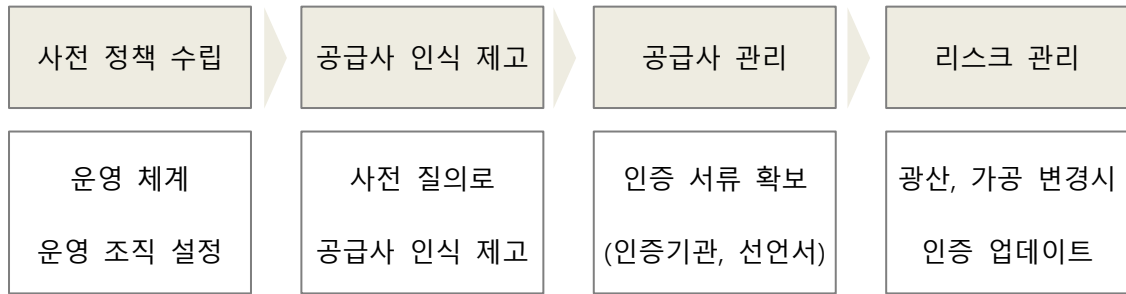 사전 정책 수립
공급사 인식 제고
공급사 관리
리스크 관리
운영 체계
운영 조직 설정
사전 질의로
공급사 인식 제고
인증 서류 확보
(인증기관, 선언서)
광산, 가공 변경시
인증 업데이트